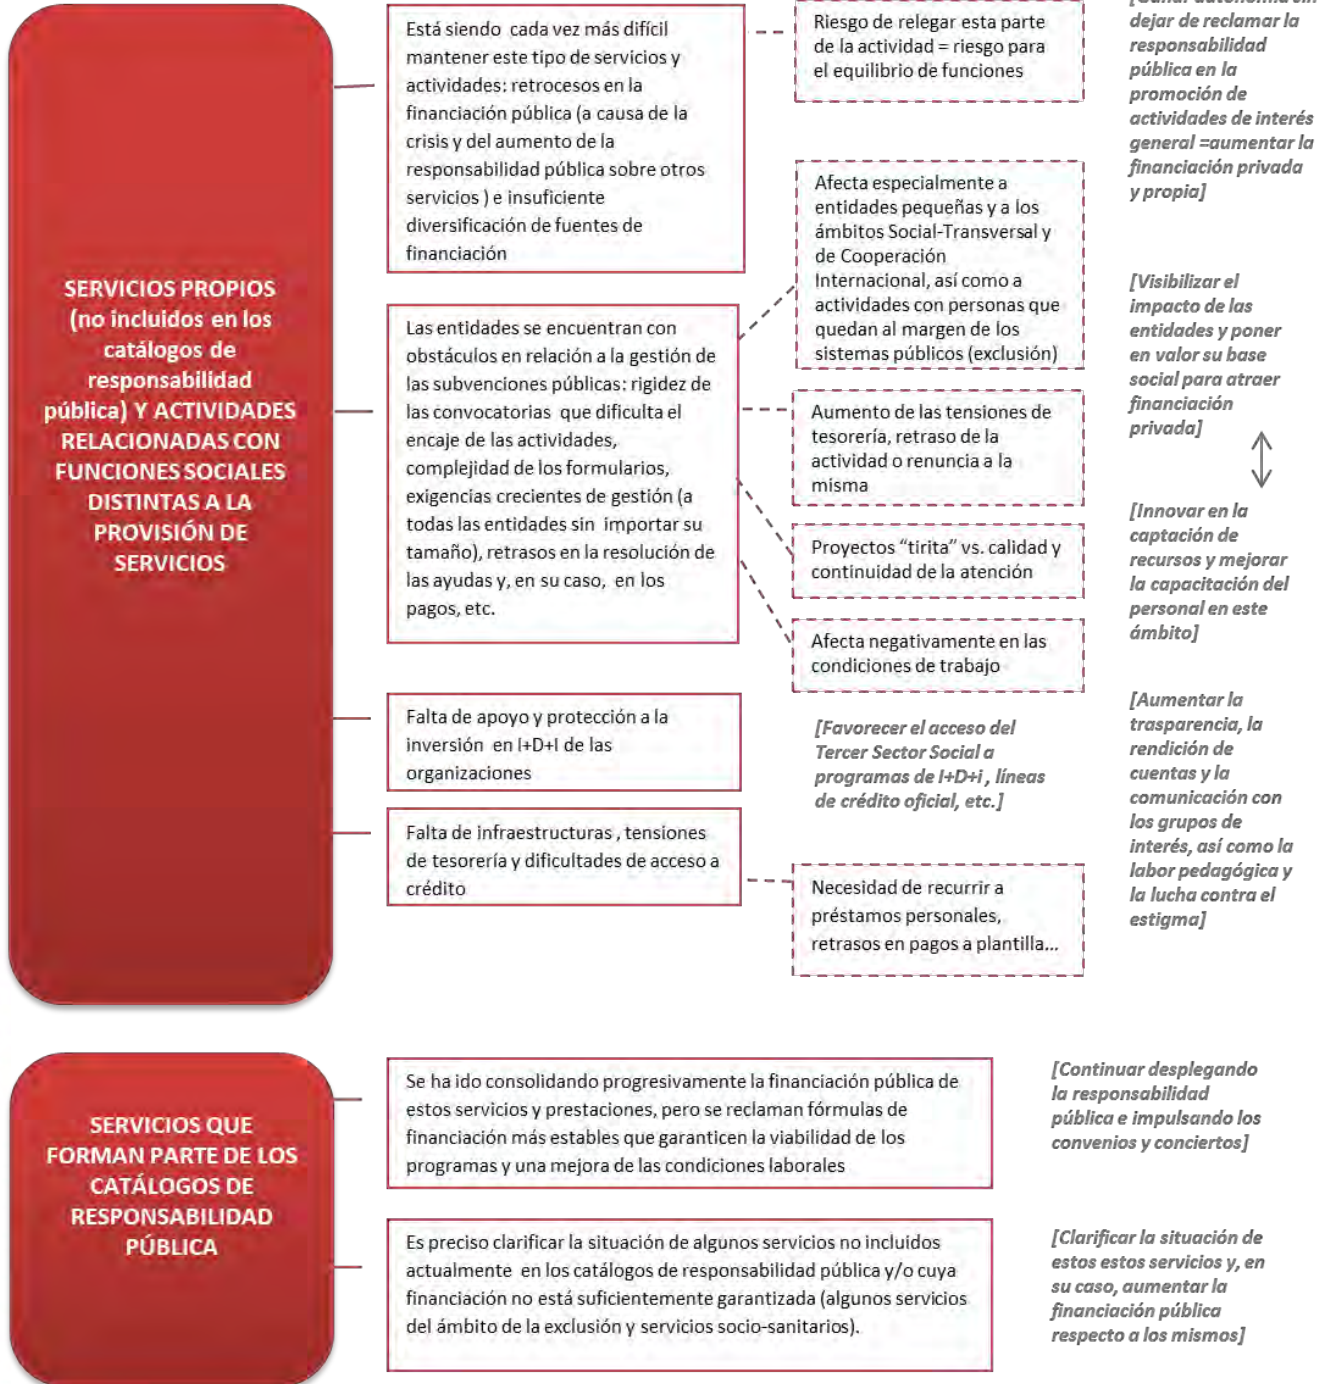 SERVICIOS PROPIOS
(no incluidos en los
catálogos de
responsabilidad
pública) Y ACTIVIDADES
RELACIONADAS CON
FUNCIONES SOCIALES
DISTINTAS A LA
PROVISIÓN DE
SERVICIOS
Está siendo cada vez más difícil
mantener este tipo de servicios y
actividades: retrocesos en la
financiación pública (a causa de la
crisis y del aumento de la
responsabilidad pública sobre otros
servicios ) e insuficiente
diversificación de fuentes de
financiación
Riesgo de relegar esta parte
de la actividad = riesgo para
el equilibrio de funciones
dejar de reclamar la
responsabilidad
pública en la
promoción de
actividades de interés
general =aumentar la
financiación privada
y propia]
Las entidades se encuentran con
obstáculos en relación a la gestión de
las subvenciones públicas: rigidez de
las convocatorias que dificulta el
encaje de las actividades,
complejidad de los formularios,
exigencias crecientes de gestión (a
todas las entidades sin importar su
tamaño), retrasos en la resolución de
las ayudas y, en su caso, en los
pagos, etc.
Afecta especialmente a
entidades pequeñas y a los
ámbitos Social-Transversal y
de Cooperación
Internacional, así como a
actividades con personas que
quedan al margen de los
sistemas públicos (exclusión)
Aumento de las tensiones de
tesorería, retraso de la
actividad o renuncia a la
misma
Proyectos “tirita” vs. calidad y
continuidad de la atención
Afecta negativamente en las
condiciones de trabajo
[Visibilizar el
impacto de las
entidades y poner
en valor su base
social para atraer
financiación
privada]
[Innovar en la
captación de
recursos y mejorar
la capacitación del
personal en este
ámbito]
Falta de apoyo y protección a la
inversión en I+D+I de las
organizaciones
[Favorecer el acceso del
Tercer Sector Social a
programas de I+D+i , líneas
de crédito oficial, etc.]
[Aumentar la
trasparencia, la
rendición de
cuentas y la
comunicación con
los grupos de
interés, así como la
labor pedagógica y
la lucha contra el
estigma]
Falta de infraestructuras , tensiones
de tesorería y dificultades de acceso a
crédito
Necesidad de recurrir a
préstamos personales,
retrasos en pagos a plantilla...
SERVICIOS QUE
FORMAN PARTE DE LOS
CATÁLOGOS DE
RESPONSABILIDAD
PÚBLICA
Se ha ido consolidando progresivamente la financiación pública de
estos servicios y prestaciones, pero se reclaman fórmulas de
financiación más estables que garanticen la viabilidad de los
programas y una mejora de las condiciones laborales
[Continuar desplegando
la responsabilidad
pública e impulsando los
convenios y conciertos]
Es preciso clarificar la situación de algunos servicios no incluidos
actualmente en los catálogos de responsabilidad pública y/o cuya
financiación no está suficientemente garantizada (algunos servicios
del ámbito de la exclusión y servicios socio-sanitarios).
[Clarificar la situación de
estos estos servicios y, en
su caso, aumentar la
financiación pública
respecto a los mismos]